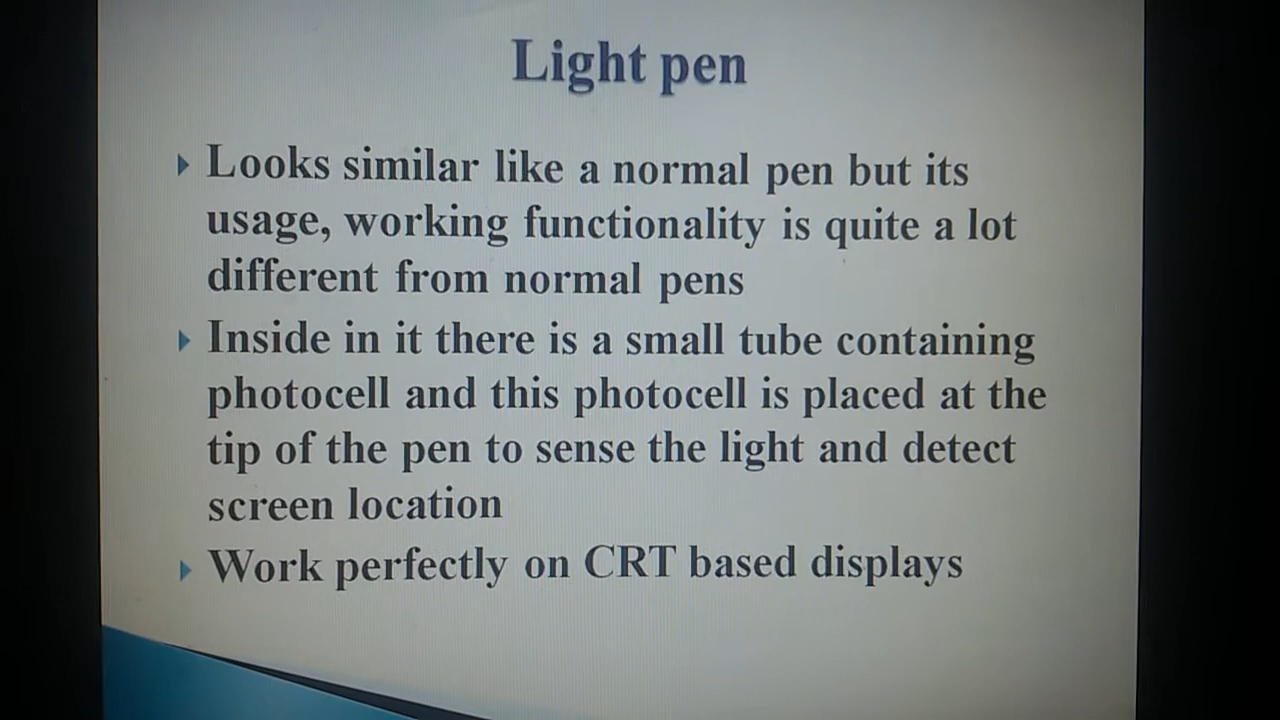 Light pen
Looks similar like a normal pen but its
usage, working functionality is quite a lot
different from normal pens
Inside in it there is a small tube containing
photocell and this photocell is placed at the
tip of the pen to sense the light and detect
screen location
Work perfectly on CRT based displays